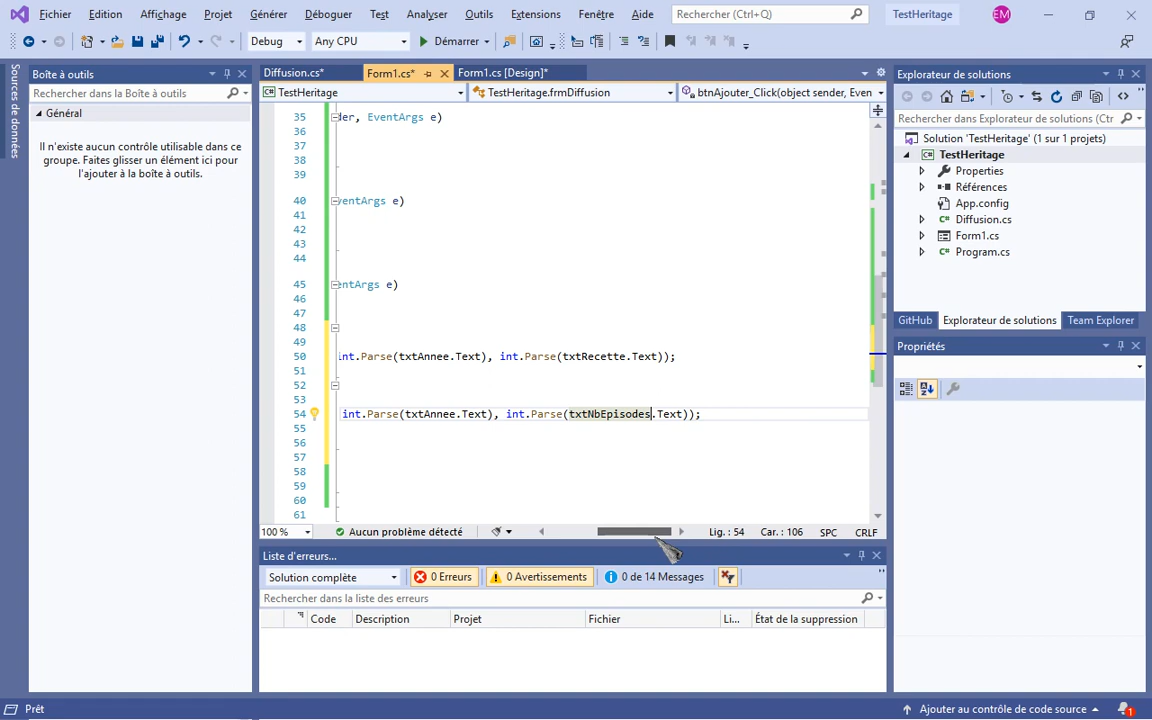 Fichier Edition Affichage Projet Générer Déboguer Test Analyser Outils Extensions Fenêtre Aide Rechercher (Ctrl+Q) TestHeritage EM
Debug Any CPU Démarrer
Sources de données
Boîte à outils
Rechercher dans la boîte à outils
Général
Il n'existe aucun contrôle utilisable dans ce
groupe. Faites glisser un élément ici pour
l'ajouter à la boîte à outils.
Diffusion.cs* Form1.cs* Form1.cs [Design]*
TestHeritage TestHeritage.frmDiffusion btnAjouter_Click(object sender, Even
35 der, EventArgs e)
36
37
38
39
40 ventArgs e)
41
42
43
44
45 entArgs e)
46
47
48
49
50 int.Parse(txtAnnee.Text), int.Parse(txtRecette.Text));
51
52
53
54 int.Parse(txtAnnee.Text), int.Parse(txtNbEpisodes.Text));
55
56
57
58
59
60
61
100 % Aucun problème détecté Lig. : 54 Car. : 106 SPC CRLF
Liste d'erreurs...
Solution complète 0 Erreurs 0 Avertissements 0 de 14 Messages
Rechercher dans la liste des erreurs
Code Description Projet Fichier Li... État de la suppression
Explorateur de solutions
Rechercher dans Explorateur de solutions (Ctr
Solution 'TestHeritage' (1 sur 1 projets)
TestHeritage
Properties
Références
App.config
Diffusion.cs
Form1.cs
Program.cs
GitHub Explorateur de solutions Team Explorer
Propriétés
Prêt Ajouter au contrôle de code source 1